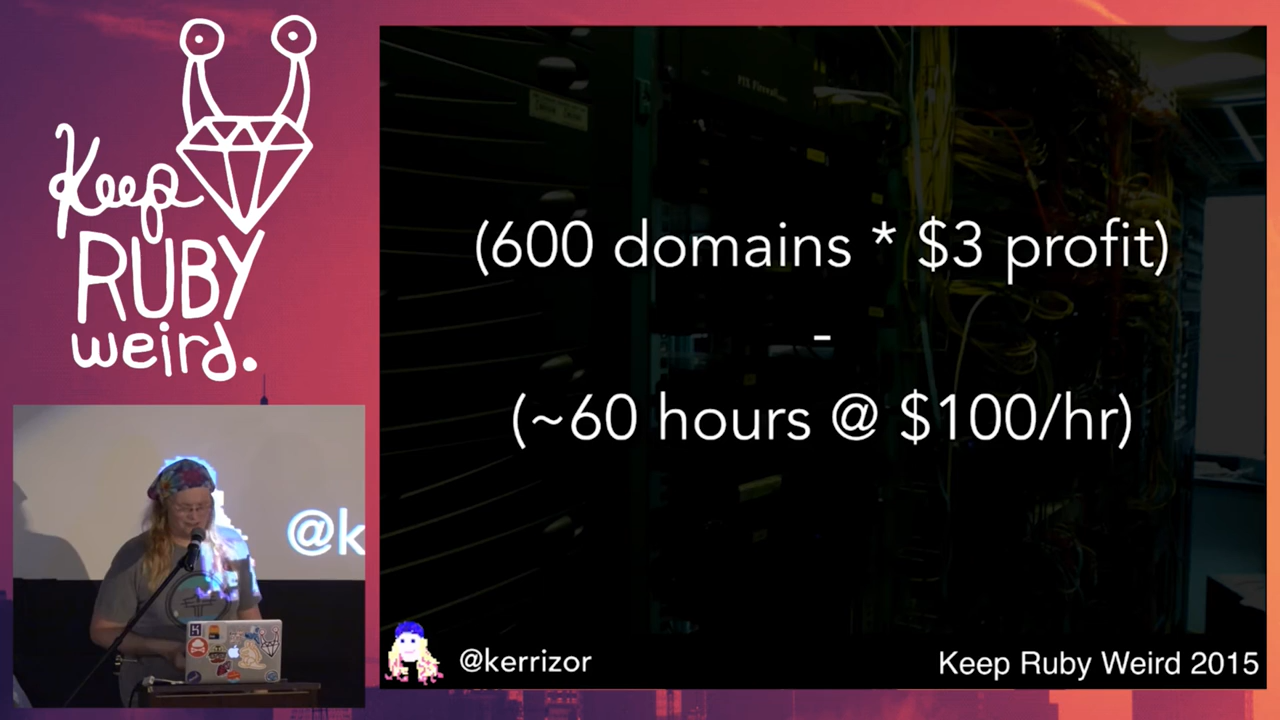 Keep
RUBY
weird.
(600 domains * $3 profit)
-
(~60 hours @ $100/hr)
@k
@kerrizor
Keep Ruby Weird 2015